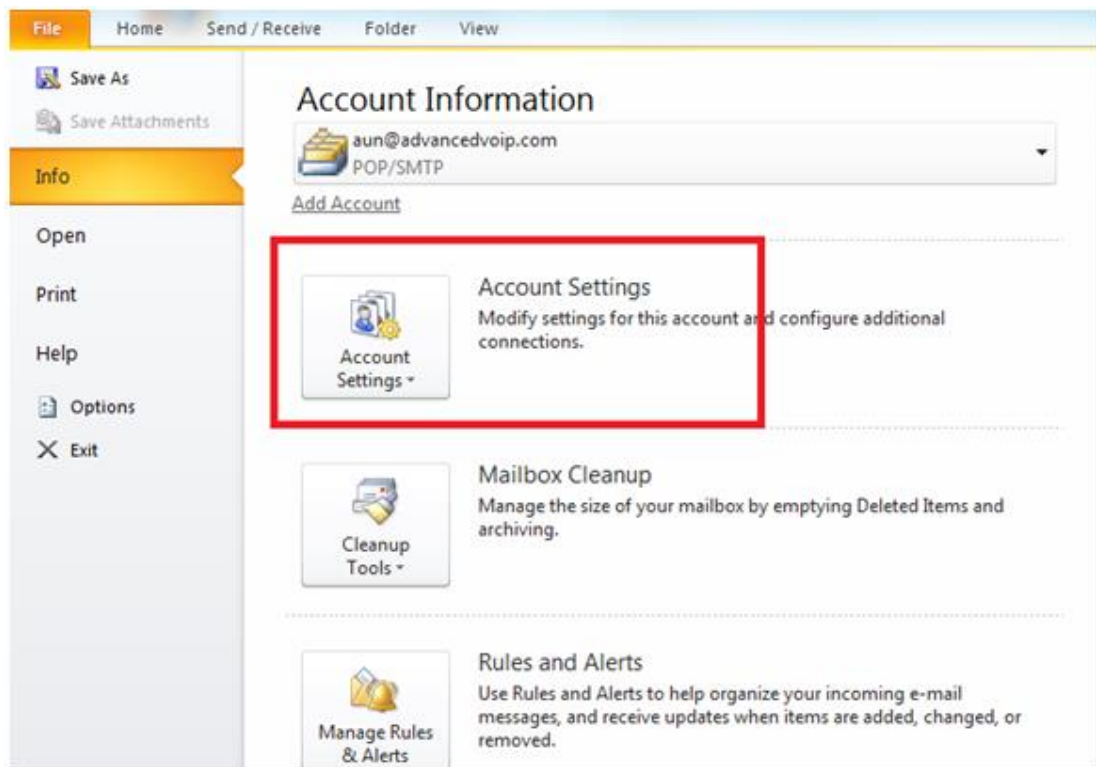 File Home Send / Receive Folder View
Save As
Save Attachments
Info
Open
Print
Help
Options
Exit
Account Information
aun@advancedvoip.com
POP/SMTP
Add Account
Account
Settings
Account Settings
Modify settings for this account and configure additional
connections.
Cleanup
Tools
Mailbox Cleanup
Manage the size of your mailbox by emptying Deleted Items and
archiving.
Manage Rules
& Alerts
Rules and Alerts
Use Rules and Alerts to help organize your incoming e-mail
messages, and receive updates when items are added, changed, or
removed.